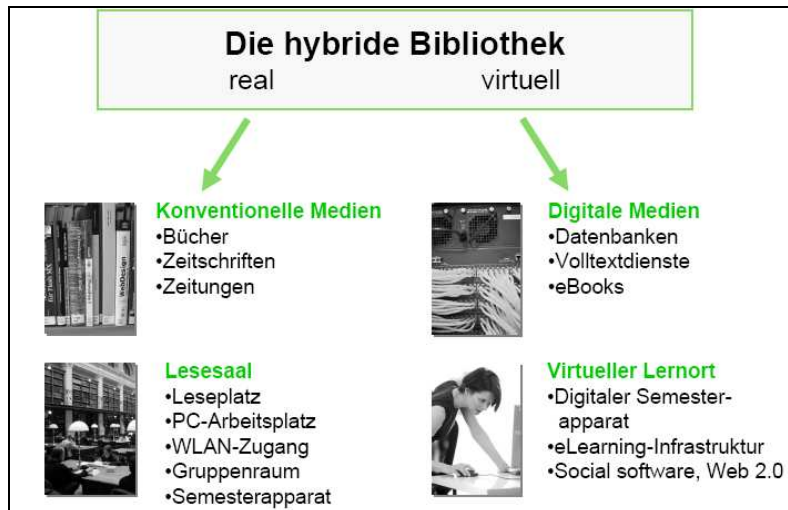 Die hybride Bibliothek
real virtuell
Konventionelle Medien
•Bücher
•Zeitschriften
•Zeitungen
Digitale Medien
•Datenbanken
•Volltextdienste
•eBooks
Lesesaal
•Leseplatz
•PC-Arbeitsplatz
•WLAN-Zugang
•Gruppenraum
•Semesterapparat
Virtueller Lernort
•Digitaler Semester-
apparat
•eLearning-Infrastruktur
•Social software, Web 2.0
WebDesign